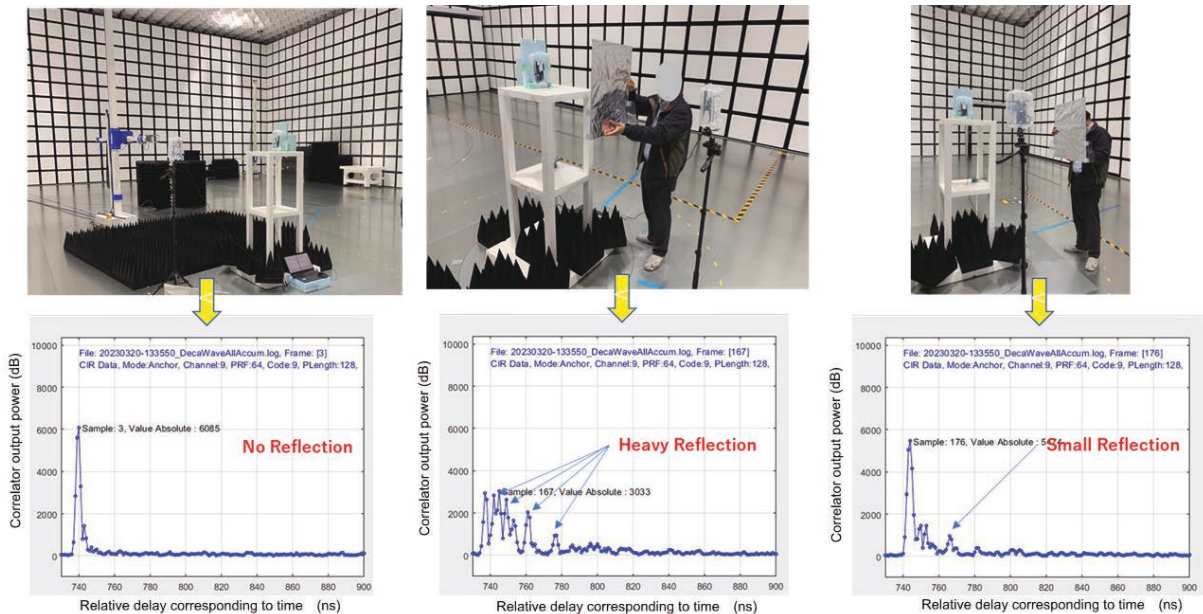 10000
8000
6000
4000
2000
0
Correlator output power (dB)
File: 20230320-133550_DecaWaveAllAccum.log, Frame: [3]
CIR Data, Mode:Anchor, Channel:9, PRF:64, Code:9, PLength:128,
Sample: 3, Value Absolute : 6085
No Reflection
740 760 780 800 820 840 860 880 900
Relative delay corresponding to time (ns)
10000
8000
6000
4000
2000
0
Correlator output power (dB)
File: 20230320-133550_DecaWaveAllAccum.log, Frame: [167]
CIR Data, Mode:Anchor, Channel:9, PRF:64, Code:9, PLength:128,
Heavy Reflection
Sample: 167, Value Absolute : 3033
740 760 780 800 820 840 860 880 900
Relative delay corresponding to time (ns)
10000
8000
6000
4000
2000
0
Correlator output power (dB)
File: 20230320-133550_DecaWaveAllAccum.log, Frame: [176]
CIR Data, Mode:Anchor, Channel:9, PRF:64, Code:9, PLength:128,
Sample: 176, Value Absolute :
Small Reflection
740 760 780 800 820 840 860 880 900
Relative delay corresponding to time (ns)